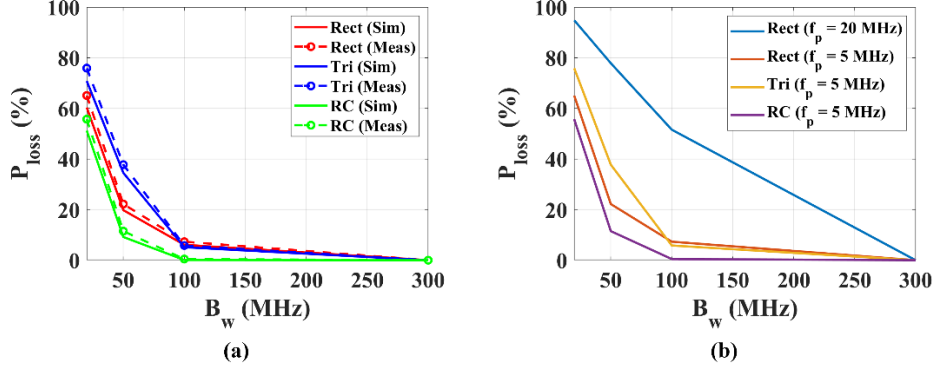 100
80
60
40
20
0
P_loss (%)
50
100
150
200
250
300
B_w (MHz)
Rect (Sim)
Rect (Meas)
Tri (Sim)
Tri (Meas)
RC (Sim)
RC (Meas)
(a)
100
80
60
40
20
0
P_loss (%)
50
100
150
200
250
300
B_w (MHz)
Rect (f_p = 20 MHz)
Rect (f_p = 5 MHz)
Tri (f_p = 5 MHz)
RC (f_p = 5 MHz)
(b)